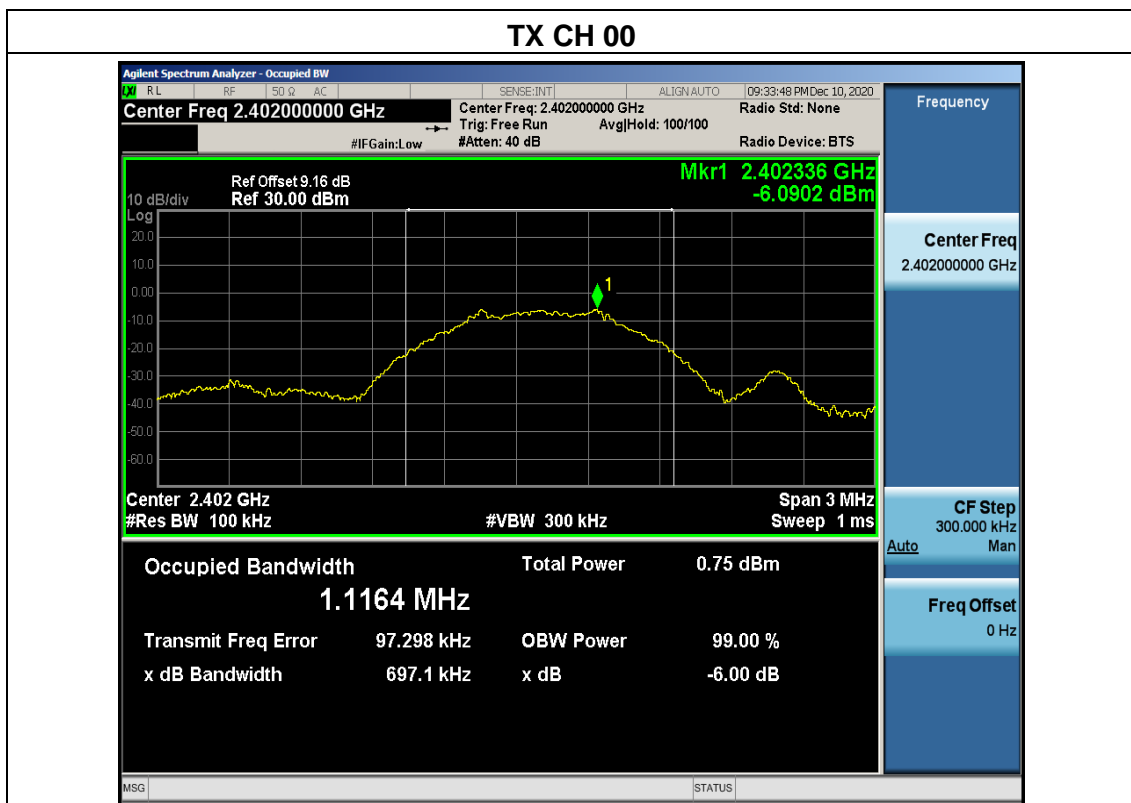 TX CH 00
Agilent Spectrum Analyzer - Occupied BW
LXI RL RF 50 Ω AC SENSE:INT ALIGN AUTO 09:33:48 PM Dec 10, 2020
Center Freq 2.402000000 GHz Center Freq: 2.402000000 GHz Radio Std: None
Trig: Free Run Avg|Hold: 100/100
#IFGain:Low #Atten: 40 dB Radio Device: BTS
Frequency
Mkr1 2.402336 GHz
-6.0902 dBm
Ref Offset 9.16 dB
10 dB/div Ref 30.00 dBm
Log
20.0
10.0
0.00
-10.0
-20.0
-30.0
-40.0
-50.0
-60.0
1
Center 2.402 GHz Span 3 MHz
#Res BW 100 kHz #VBW 300 kHz Sweep 1 ms
Occupied Bandwidth Total Power 0.75 dBm
1.1164 MHz
Transmit Freq Error 97.298 kHz OBW Power 99.00 %
x dB Bandwidth 697.1 kHz x dB -6.00 dB
Center Freq
2.402000000 GHz
CF Step
300.000 kHz
Auto Man
Freq Offset
0 Hz
MSG STATUS